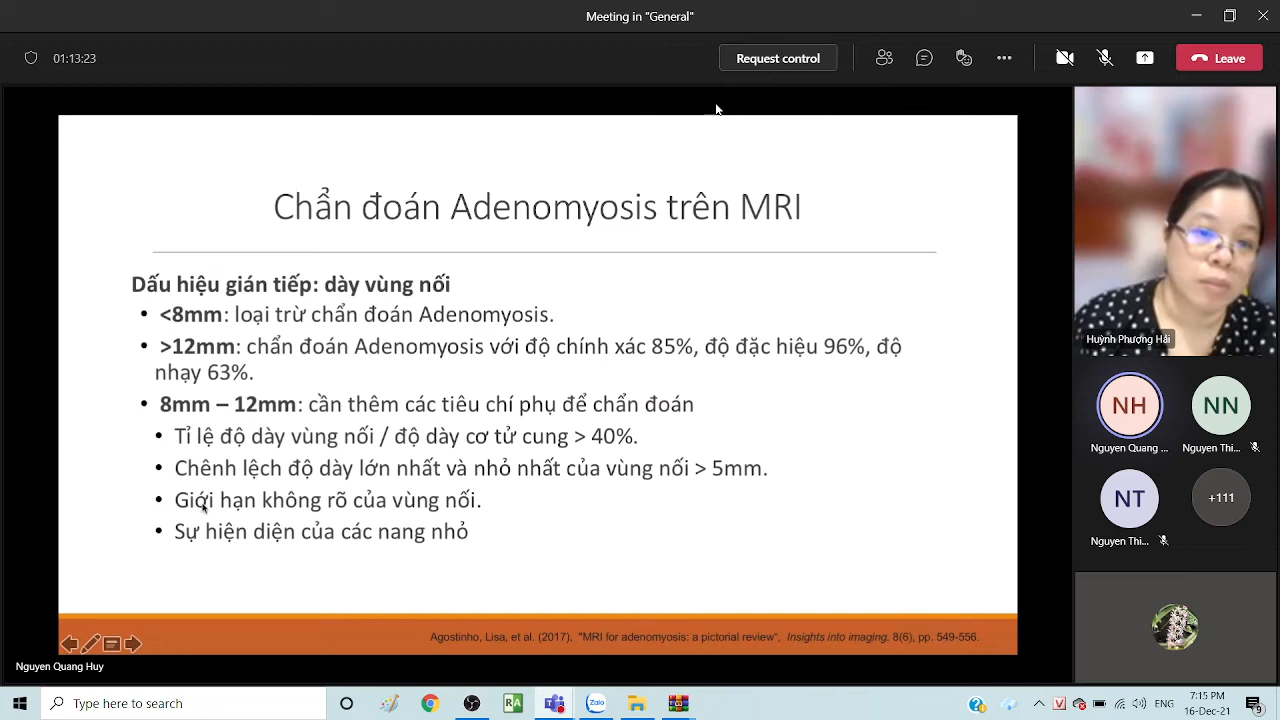 Meeting in "General"
01:13:23
Request control
Leave
Chẩn đoán Adenomyosis trên MRI
Dấu hiệu gián tiếp: dày vùng nối
• <8mm: loại trừ chẩn đoán Adenomyosis.
• >12mm: chẩn đoán Adenomyosis với độ chính xác 85%, độ đặc hiệu 96%, độ
nhạy 63%.
• 8mm – 12mm: cần thêm các tiêu chí phụ để chẩn đoán
• Tỉ lệ độ dày vùng nối / độ dày cơ tử cung > 40%.
• Chênh lệch độ dày lớn nhất và nhỏ nhất của vùng nối > 5mm.
• Giới hạn không rõ của vùng nối.
• Sự hiện diện của các nang nhỏ
Agostinho, Lisa, et al. (2017), "MRI for adenomyosis: a pictorial review", Insights into imaging. 8(6), pp. 549-556.
Nguyen Quang Huy
Huỳnh Phượng Hải
NH
NN
Nguyen Quang ...
Nguyen Thi...
NT
+111
Nguyen Thi...
Type here to search
RA
Zalo
V
7:15 PM
ENG
16-Dec-21
9